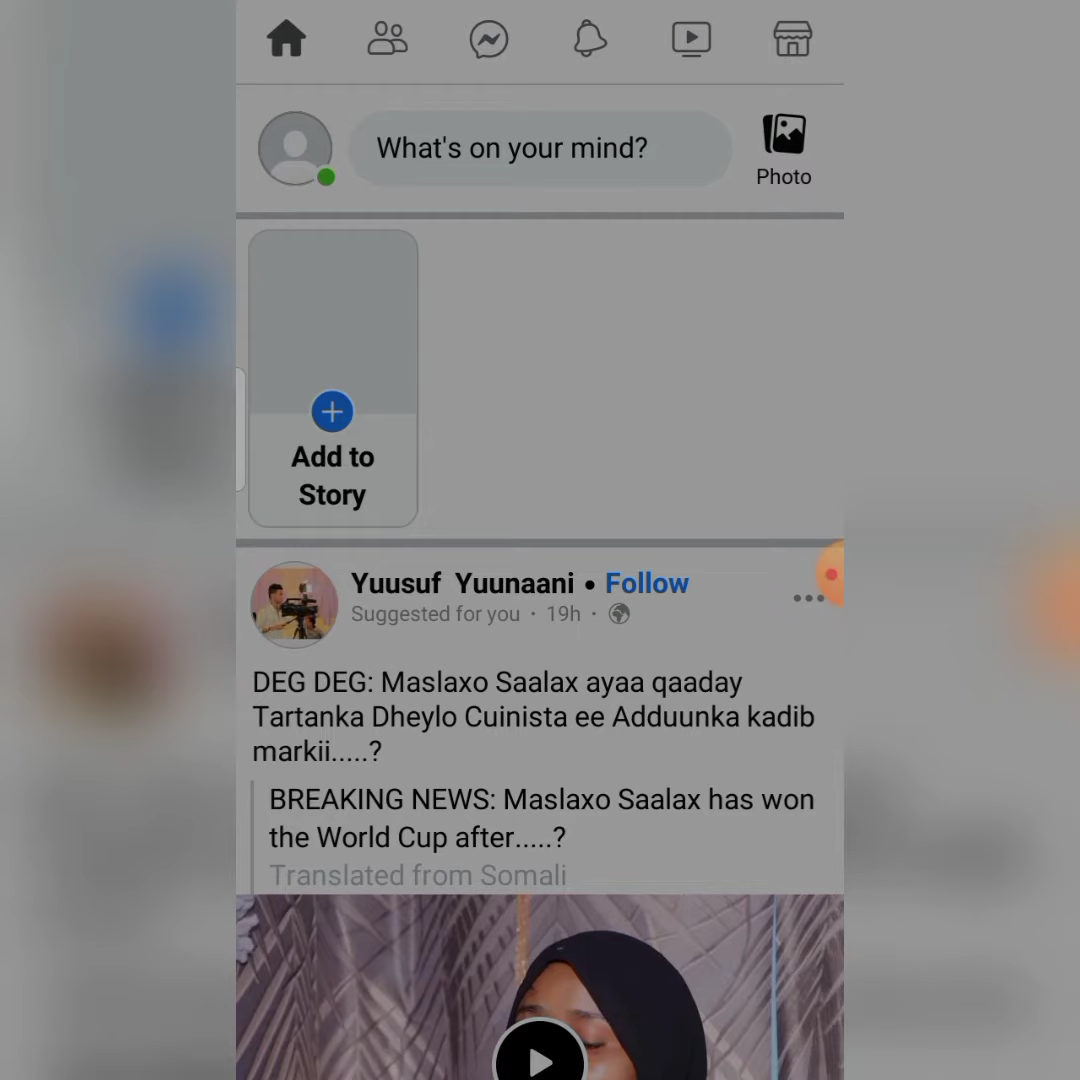 What's on your mind?
Photo
Add to
Story
Yuusuf Yuunaani • Follow
Suggested for you · 19h ·
DEG DEG: Maslaxo Saalax ayaa qaaday
Tartanka Dheylo Cuinista ee Adduunka kadib
markii.....?
BREAKING NEWS: Maslaxo Saalax has won
the World Cup after.....?
Translated from Somali